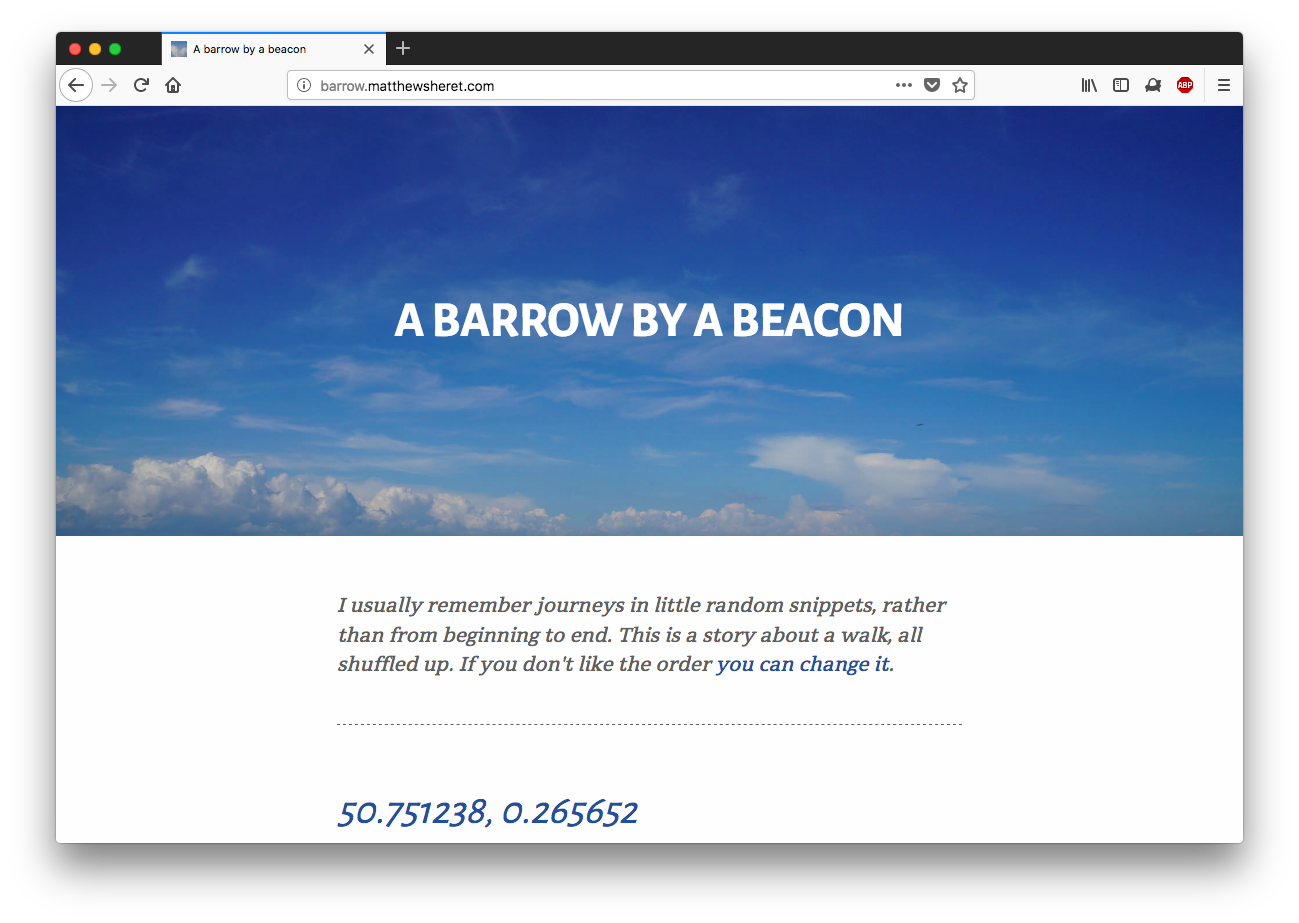 A barrow by a beacon
barrow.matthewsheret.com
ABP
A BARROW BY A BEACON
I usually remember journeys in little random snippets, rather
than from beginning to end. This is a story about a walk, all
shuffled up. If you don't like the order you can change it.
50.751238, 0.265652